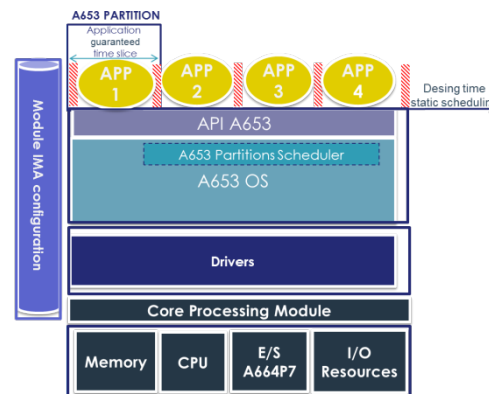 A653 PARTITION
Application
guaranteed
time slice
APP
1
APP
2
APP
3
APP
4
Desing time
static schedulin
Module IMA configuration
API A653
A653 Partitions Scheduler
A653 OS
Drivers
Core Processing Module
Memory
CPU
E/S
A664P7
I/O
Resources